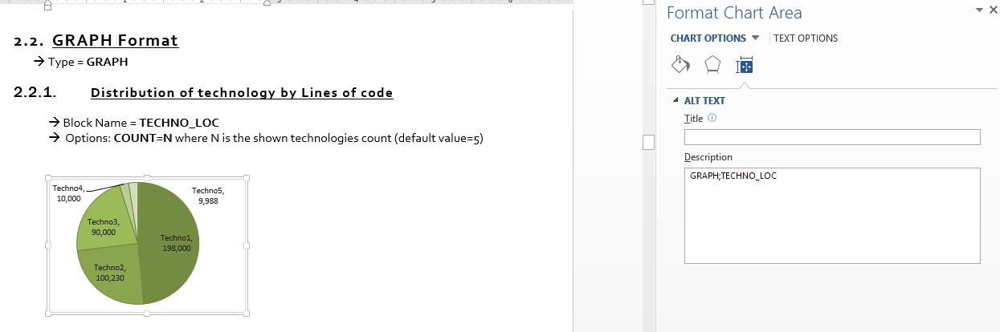 2.2. GRAPH Format
→ Type = GRAPH
2.2.1. Distribution of technology by Lines of code
→ Block Name = TECHNO_LOC
→ Options: COUNT=N where N is the shown technologies count (default value=5)
Techno4,
10,000
Techno5,
9,988
Techno3,
90,000
Techno1,
198,000
Techno2,
100,230
Format Chart Area
CHART OPTIONS TEXT OPTIONS
ALT TEXT
Title
Description
GRAPH;TECHNO_LOC